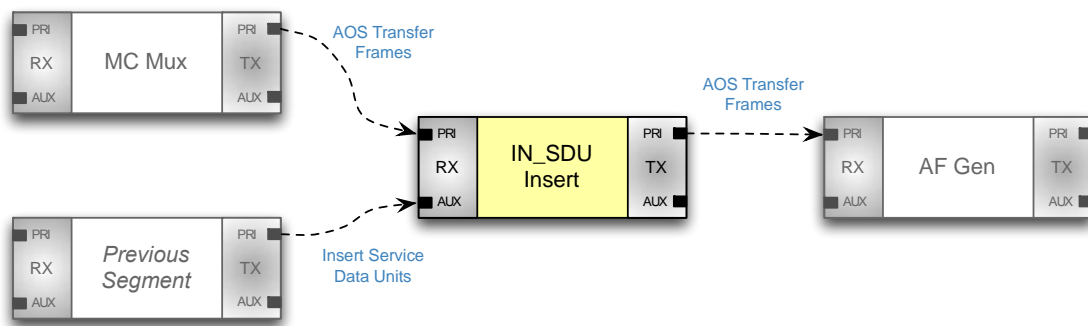 PRI
RX
AUX
MC Mux
PRI
TX
AUX
AOS Transfer
Frames
PRI
RX
AUX
IN_SDU
Insert
PRI
TX
AUX
AOS Transfer
Frames
PRI
RX
AUX
AF Gen
PRI
TX
AUX
PRI
RX
AUX
Previous
Segment
PRI
TX
AUX
Insert Service
Data Units